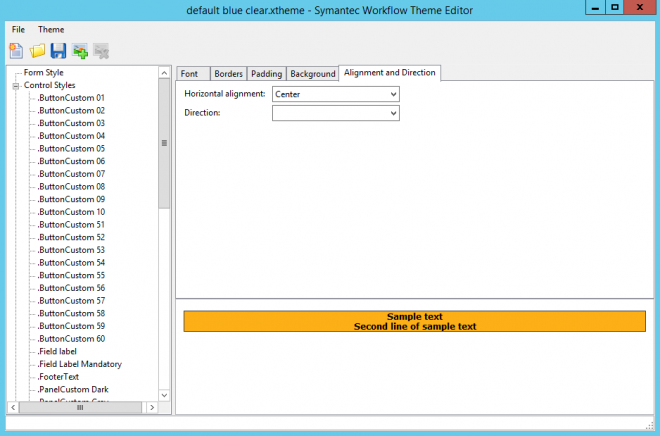 default blue clear.xtheme - Symantec Workflow Theme Editor
File Theme
Form Style
Control Styles
.ButtonCustom 01
.ButtonCustom 02
.ButtonCustom 03
.ButtonCustom 04
.ButtonCustom 05
.ButtonCustom 06
.ButtonCustom 07
.ButtonCustom 08
.ButtonCustom 09
.ButtonCustom 10
.ButtonCustom 51
.ButtonCustom 52
.ButtonCustom 53
.ButtonCustom 54
.ButtonCustom 55
.ButtonCustom 56
.ButtonCustom 57
.ButtonCustom 58
.ButtonCustom 59
.ButtonCustom 60
.Field label
.Field Label Mandatory
.FooterText
.PanelCustom Dark
.PanelCustom Gray
Font Borders Padding Background Alignment and Direction
Horizontal alignment: Center
Direction:
Sample text
Second line of sample text